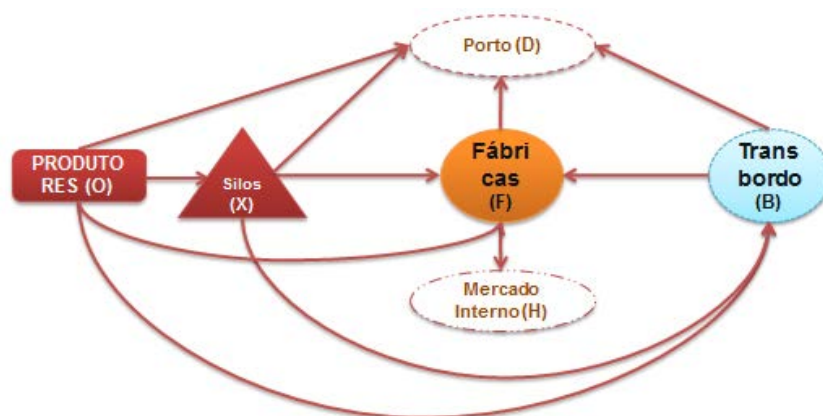 Porto (D)
PRODUTO
RES (O)
Silos
(X)
Fábri
cas
(F)
Trans
bordo
(B)
Mercado
Interno(H)